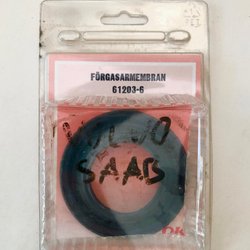 FÖRGASARMEMBRAN
61203-6
VOLVO
SAAB